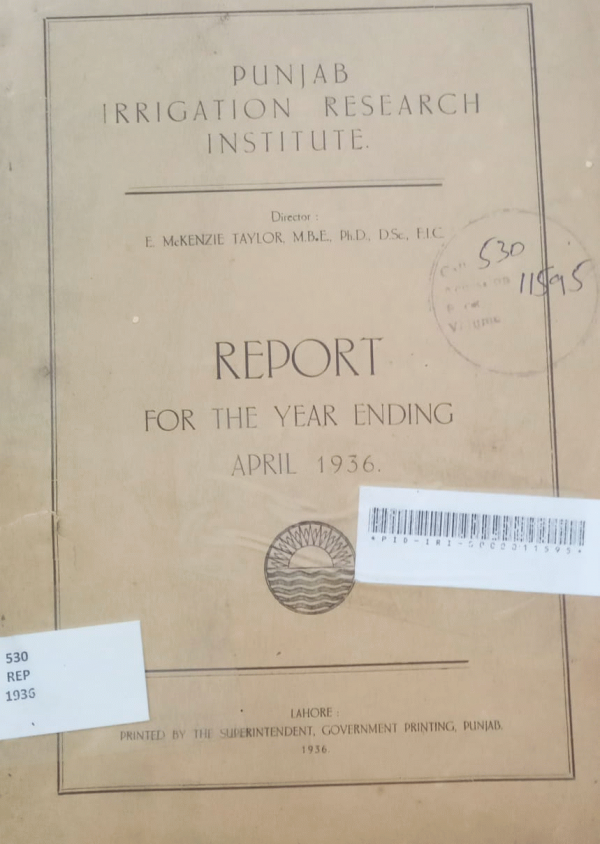 PUNJAB
IRRIGATION RESEARCH
INSTITUTE.
Director :
E. McKENZIE TAYLOR, M.B.E., Ph.D., D.Sc., F.I.C.
530
11595
Volume
REPORT
FOR THE YEAR ENDING
APRIL 1936.
530
REP
1936
LAHORE :
PRINTED BY THE SUPERINTENDENT, GOVERNMENT PRINTING, PUNJAB.
1936.